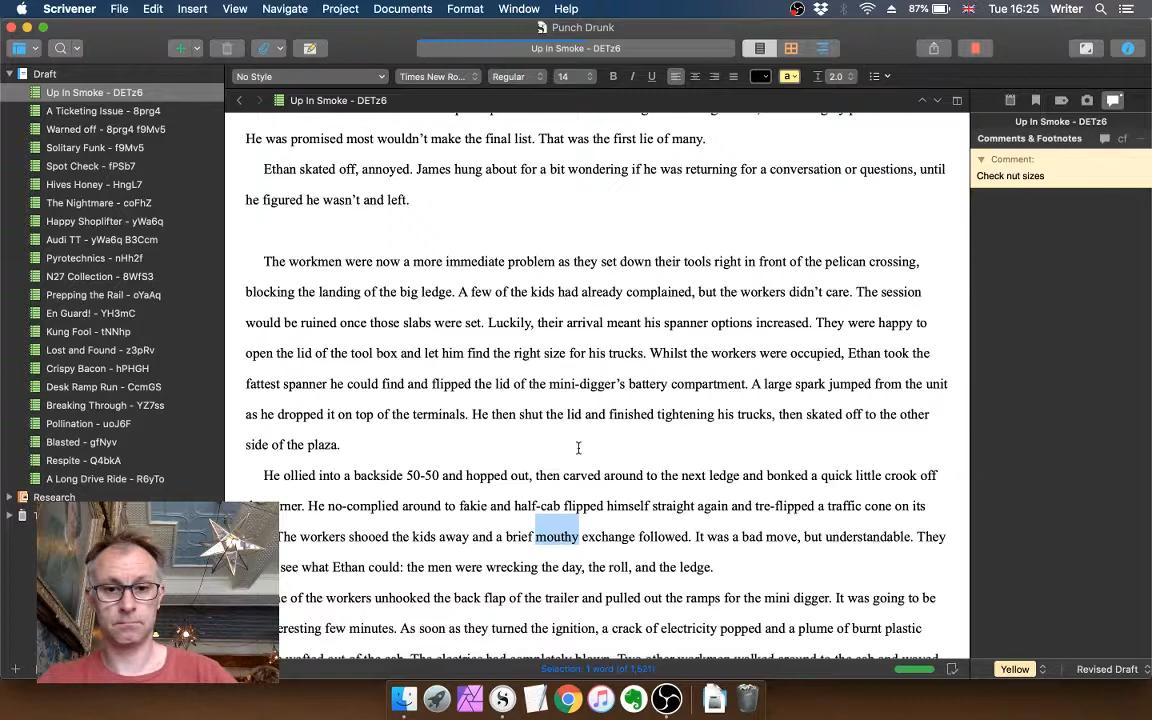 Scrivener File Edit Insert View Navigate Project Documents Format Window Help 87% Tue 16:25 Writer
Punch Drunk
Up In Smoke - DETz6
No Style Times New Ro... Regular 14 B I U a 2.0
Draft
Up In Smoke - DETz6
A Ticketing Issue - 8prg4
Warned off - 8prg4 f9Mv5
Solitary Funk - f9Mv5
Spot Check - fPSb7
Hives Honey - HngL7
The Nightmare - coFhZ
Happy Shoplifter - yWa6q
Audi TT - yWa6q B3Ccm
Pyrotechnics - nHh2f
N27 Collection - 8WfS3
Prepping the Rail - oYaAq
En Guard! - YH3mC
Kung Fool - tNNhp
Lost and Found - z3pRv
Crispy Bacon - hPHGH
Desk Ramp Run - CcmGS
Breaking Through - YZ7ss
Pollination - uoJ6F
Blasted - gfNyv
Respite - Q4bkA
Landing a Deal - R6yTo
Research
Up In Smoke - DETz6
He was promised most wouldn’t make the final list. That was the first lie of many.
Ethan skated off, annoyed. James hung about for a bit wondering if he was returning for a conversation or questions, until
he figured he wasn’t and left.
The workmen were now a more immediate problem as they set down their tools right in front of the pelican crossing,
blocking the landing of the big ledge. A few of the kids had already complained, but the workers didn’t care. The session
would be ruined once those slabs were set. Luckily, their arrival meant his spanner options increased. They were happy to
open the lid of the tool box and let him find the right size for his trucks. Whilst the workers were occupied, Ethan took the
fattest spanner he could find and flipped the lid of the mini-digger’s battery compartment. A large spark jumped from the unit
as he dropped it on top of the terminals. He then shut the lid and finished tightening his trucks, then skated off to the other
side of the plaza.
He ollied into a backside 50-50 and hopped out, then carved around to the next ledge and bonked a quick little crook off
. He no-complied around to fakie and half-cab flipped himself straight again and tre-flipped a traffic cone on its
The workers shooed the kids away and a brief mouthy exchange followed. It was a bad move, but understandable. They
see what Ethan could: the men were wrecking the day, the roll, and the ledge.
of the workers unhooked the back flap of the trailer and pulled out the ramps for the mini digger. It was going to be
few minutes. As soon as they turned the ignition, a crack of electricity popped and a plume of burnt plastic
Selection: 1 word (of 1,521)
Up In Smoke - DETz6
Comments & Footnotes cf
Comment:
Check nut sizes
Yellow Revised Draft